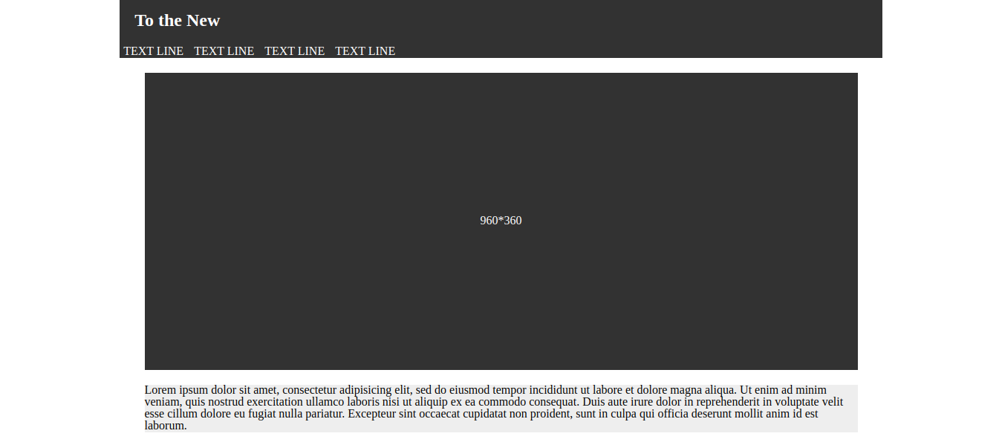 To the New
TEXT LINE TEXT LINE TEXT LINE TEXT LINE
960*360
Lorem ipsum dolor sit amet, consectetur adipisicing elit, sed do eiusmod tempor incididunt ut labore et dolore magna aliqua. Ut enim ad minim
veniam, quis nostrud exercitation ullamco laboris nisi ut aliquip ex ea commodo consequat. Duis aute irure dolor in reprehenderit in voluptate velit
esse cillum dolore eu fugiat nulla pariatur. Excepteur sint occaecat cupidatat non proident, sunt in culpa qui officia deserunt mollit anim id est
laborum.